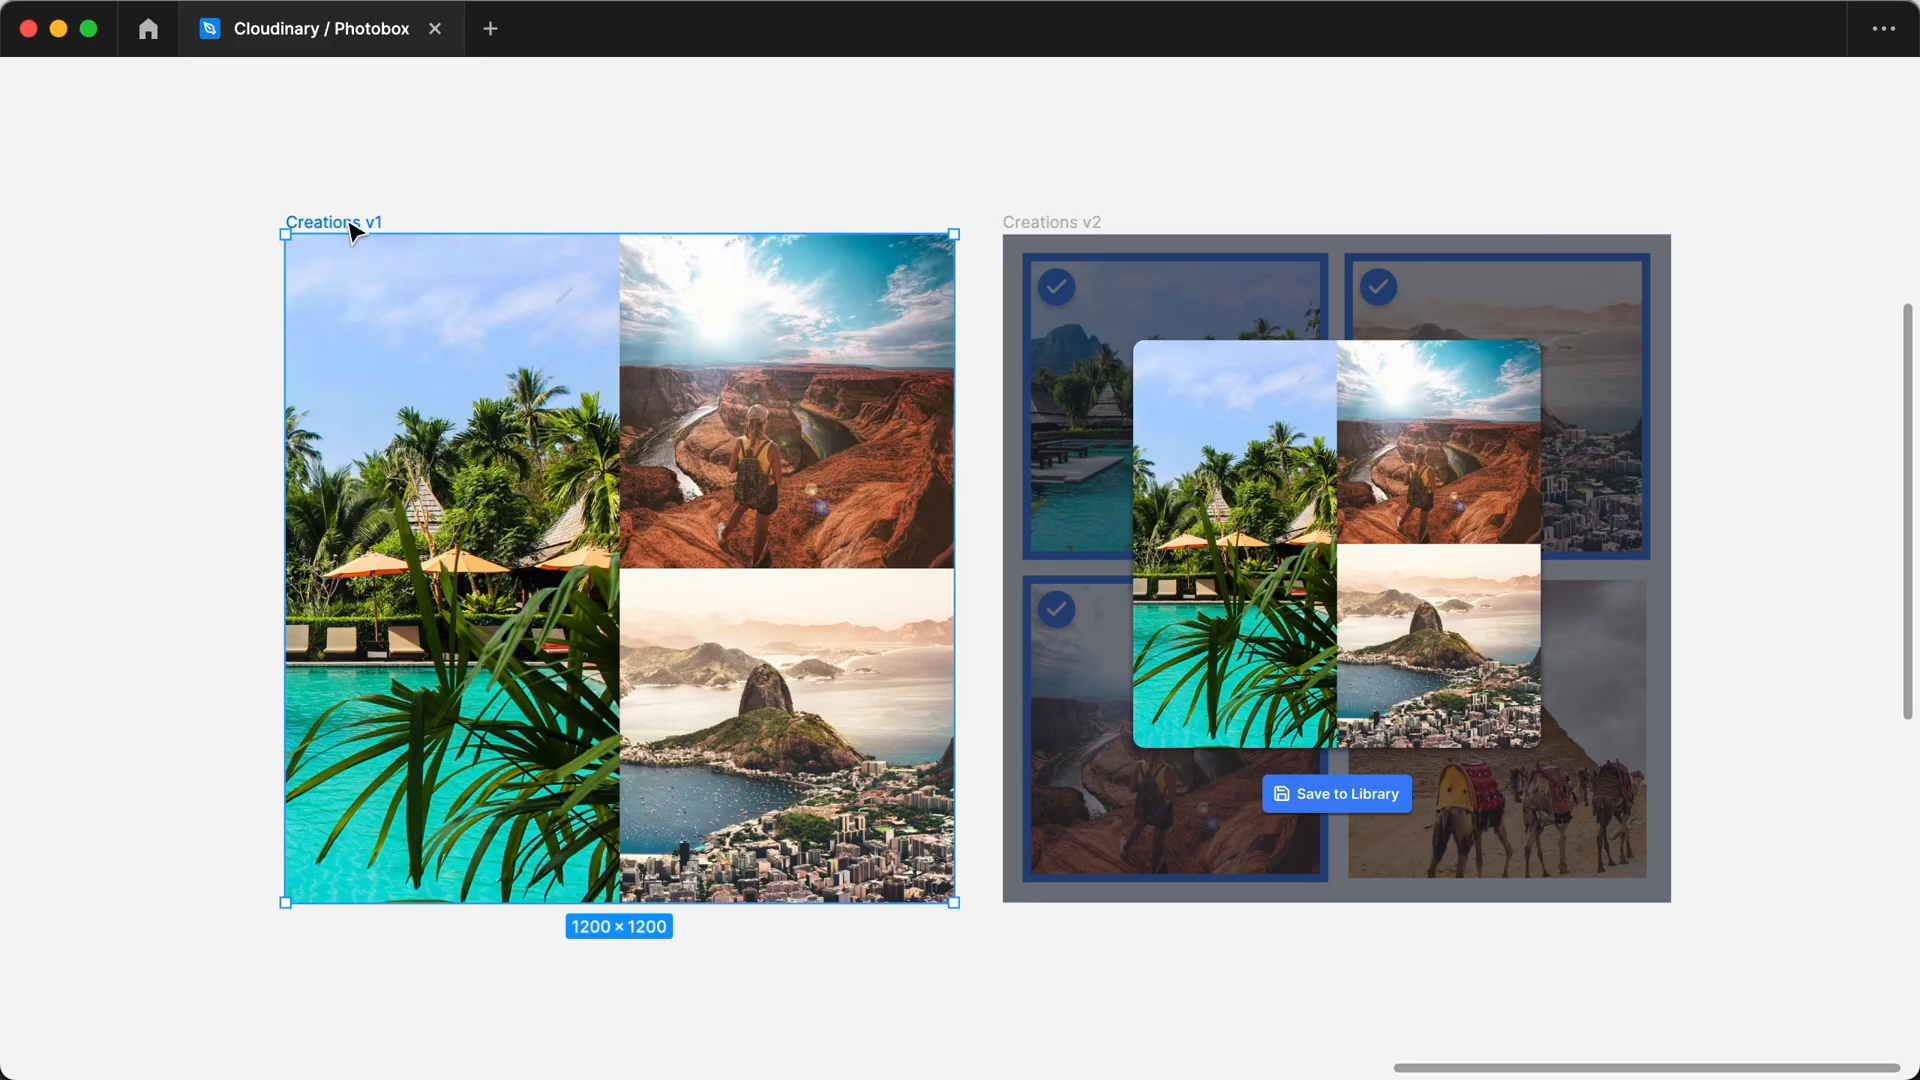 Cloudinary / Photobox
Creations v1
Creations v2
Save to Library
1200 × 1200